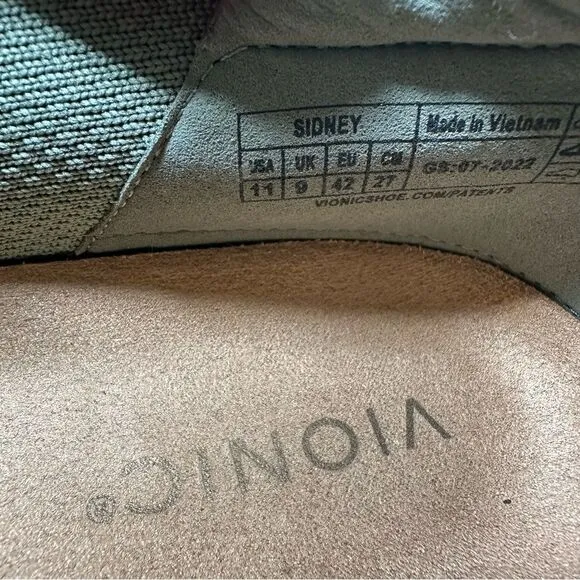 SIDNEY
USA UK EU CM
11 9 42 27
Made in Vietnam
GS:07-2022
VIONICSHOE.COM/PATENTS
VIONIC®